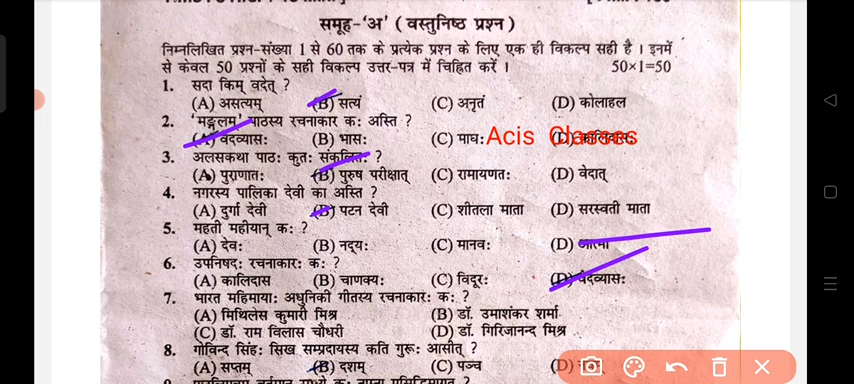 समूह-'अ' ( वस्तुनिष्ठ प्रश्न )
निम्नलिखित प्रश्न-संख्या 1 से 60 तक के प्रत्येक प्रश्न के लिए एक ही विकल्प सही है । इनमें
से केवल 50 प्रश्नों के सही विकल्प उत्तर-पत्र में चिह्नित करें । 50×1=50
1. सदा किम् वदेत् ?
(A) असत्यम् (B) सत्यं (C) अनृतं (D) कोलाहल
2. 'मङ्गलम्' पाठस्य रचनाकार कः अस्ति ?
(A) वेदव्यासः (B) भासः (C) माघः (D) कालिदासः
Acis Classes
3. अलसकथा पाठः कुतः संकलितः ?
(A) पुराणातः (B) पुरुष परीक्षात् (C) रामायणतः (D) वेदात्
4. नगरस्य पालिका देवी का अस्ति ?
(A) दुर्गा देवी (B) पटन देवी (C) शीतला माता (D) सरस्वती माता
5. महती महीयान् कः ?
(A) देवः (B) नद्यः (C) मानवः (D) आत्मा
6. उपनिषदः रचनाकारः कः ?
(A) कालिदास (B) चाणक्यः (C) विदूरः (D) वेदव्यासः
7. भारत महिमायाः अधुनिकी गीतस्य रचनाकारः कः ?
(A) मिथिलेस कुमारी मिश्र (B) डॉ. उमाशंकर शर्मा
(C) डॉ. राम विलास चौधरी (D) डॉ. गिरिजानन्द मिश्र
8. गोविन्द सिंहः सिख सम्प्रदायस्य कति गुरूः आसीत् ?
(A) सप्तम् (B) दशम् (C) पञ्च (D)